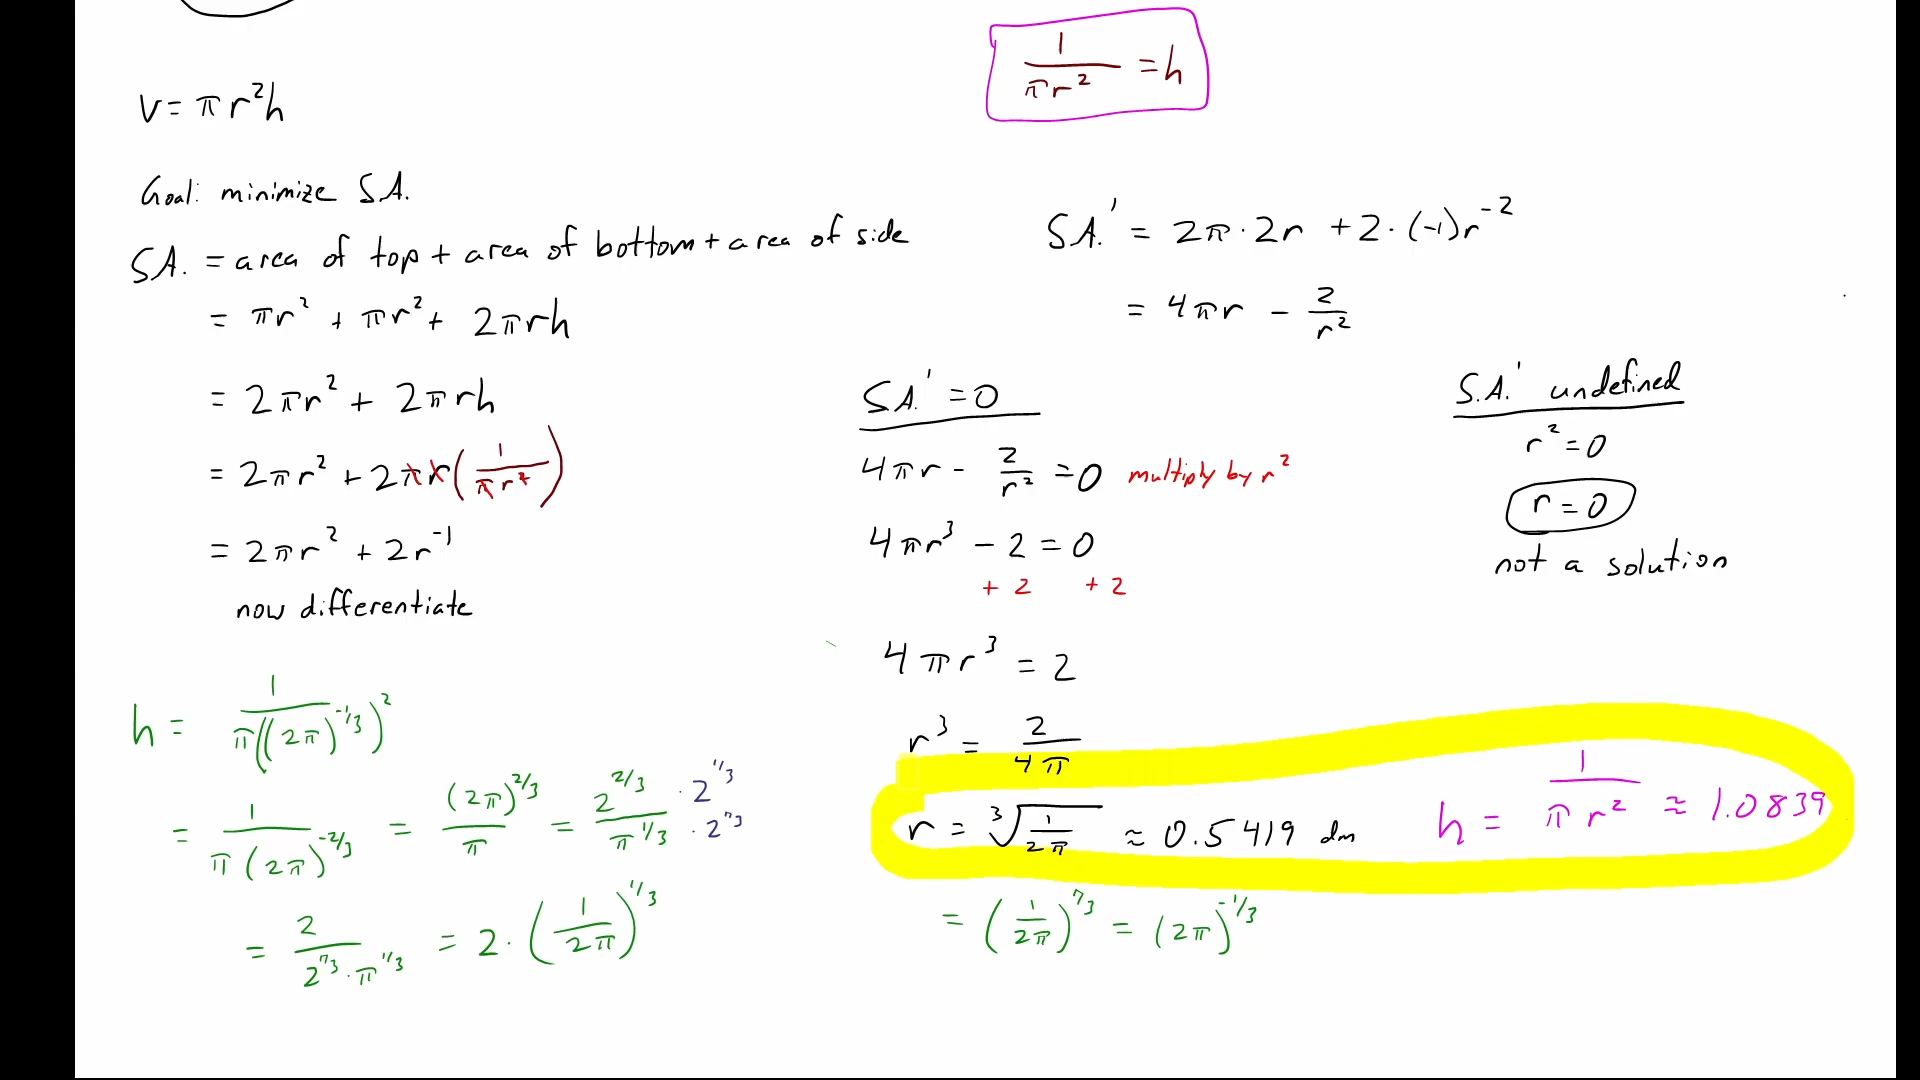 V = πr²h
Goal: minimize S.A.
S.A. = area of top + area of bottom + area of side
= πr² + πr² + 2πrh
= 2πr² + 2πrh
= 2πr² + 2πr(1/(πr²))
= 2πr² + 2r⁻¹
now differentiate
h = 1/(π((2π)^(-1/3))²)
= 1/(π(2π)^(-2/3)) = (2π)^(2/3)/π = 2^(2/3)/π^(1/3) · 2^(1/3)/· 2^(1/3)
= 2/(2^(1/3) · π^(1/3)) = 2 · (1/(2π))^(1/3)
1/(πr²) = h
S.A.' = 2π · 2r + 2 · (-1)r⁻²
= 4πr - 2/r²
S.A.' = 0
4πr - 2/r² = 0 multiply by r²
4πr³ - 2 = 0
+ 2 + 2
4πr³ = 2
r³ = 2/(4π)
r = ∛(1/(2π)) ≈ 0.5419 dm h = 1/(πr²) ≈ 1.0839
= (1/(2π))^(1/3) = (2π)^(-1/3)
S.A.' undefined
r² = 0
r = 0
not a solution